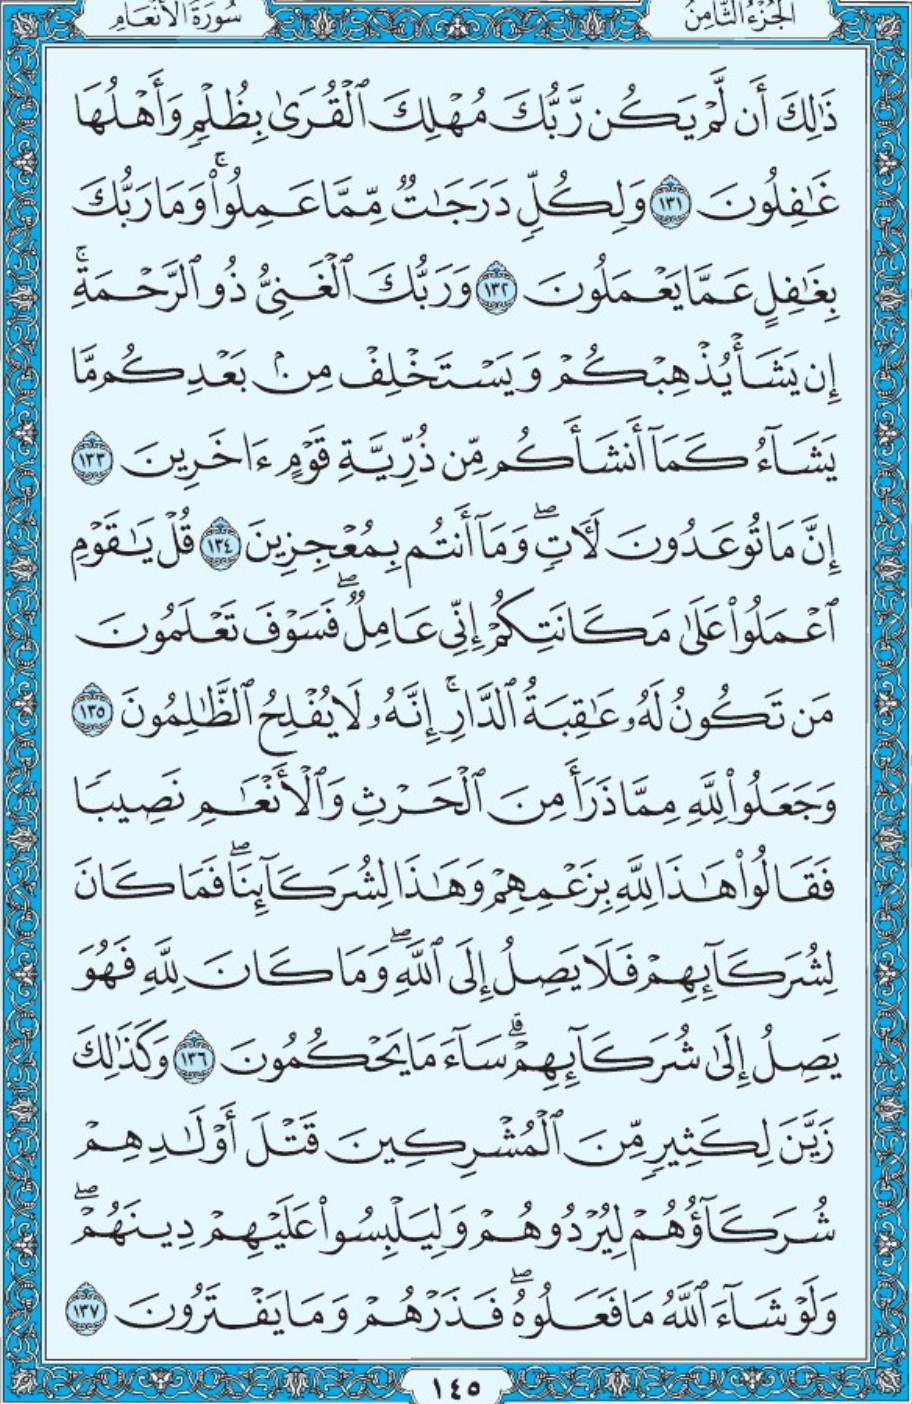 سُورَةُ الأَنْعَامِ
الجُزْءُ الثَّامِنُ
ذَٰلِكَ أَن لَّمْ يَكُن رَّبُّكَ مُهْلِكَ ٱلْقُرَىٰ بِظُلْمٍ وَأَهْلُهَا
غَٰفِلُونَ ١٣١ وَلِكُلٍّ دَرَجَٰتٌ مِّمَّا عَمِلُوا۟ ۚ وَمَا رَبُّكَ
بِغَٰفِلٍ عَمَّا يَعْمَلُونَ ١٣٢ وَرَبُّكَ ٱلْغَنِىُّ ذُو ٱلرَّحْمَةِ ۚ
إِن يَشَأْ يُذْهِبْكُمْ وَيَسْتَخْلِفْ مِنۢ بَعْدِكُم مَّا
يَشَآءُ كَمَآ أَنشَأَكُم مِّن ذُرِّيَّةِ قَوْمٍ ءَاخَرِينَ ١٣٣
إِنَّ مَا تُوعَدُونَ لَءَاتٍ ۖ وَمَآ أَنتُم بِمُعْجِزِينَ ١٣٤ قُلْ يَٰقَوْمِ
ٱعْمَلُوا۟ عَلَىٰ مَكَانَتِكُمْ إِنِّى عَامِلٌ ۖ فَسَوْفَ تَعْلَمُونَ
مَن تَكُونُ لَهُۥ عَٰقِبَةُ ٱلدَّارِ ۚ إِنَّهُۥ لَا يُفْلِحُ ٱلظَّٰلِمُونَ ١٣٥
وَجَعَلُوا۟ لِلَّهِ مِمَّا ذَرَأَ مِنَ ٱلْحَرْثِ وَٱلْأَنْعَٰمِ نَصِيبًا
فَقَالُوا۟ هَٰذَا لِلَّهِ بِزَعْمِهِمْ وَهَٰذَا لِشُرَكَآئِنَا ۖ فَمَا كَانَ
لِشُرَكَآئِهِمْ فَلَا يَصِلُ إِلَى ٱللَّهِ ۖ وَمَا كَانَ لِلَّهِ فَهُوَ
يَصِلُ إِلَىٰ شُرَكَآئِهِمْ ۗ سَآءَ مَا يَحْكُمُونَ ١٣٦ وَكَذَٰلِكَ
زَيَّنَ لِكَثِيرٍ مِّنَ ٱلْمُشْرِكِينَ قَتْلَ أَوْلَٰدِهِمْ
شُرَكَآؤُهُمْ لِيُرْدُوهُمْ وَلِيَلْبِسُوا۟ عَلَيْهِمْ دِينَهُمْ ۖ
وَلَوْ شَآءَ ٱللَّهُ مَا فَعَلُوهُ ۖ فَذَرْهُمْ وَمَا يَفْتَرُونَ ١٣٧
١٤٥